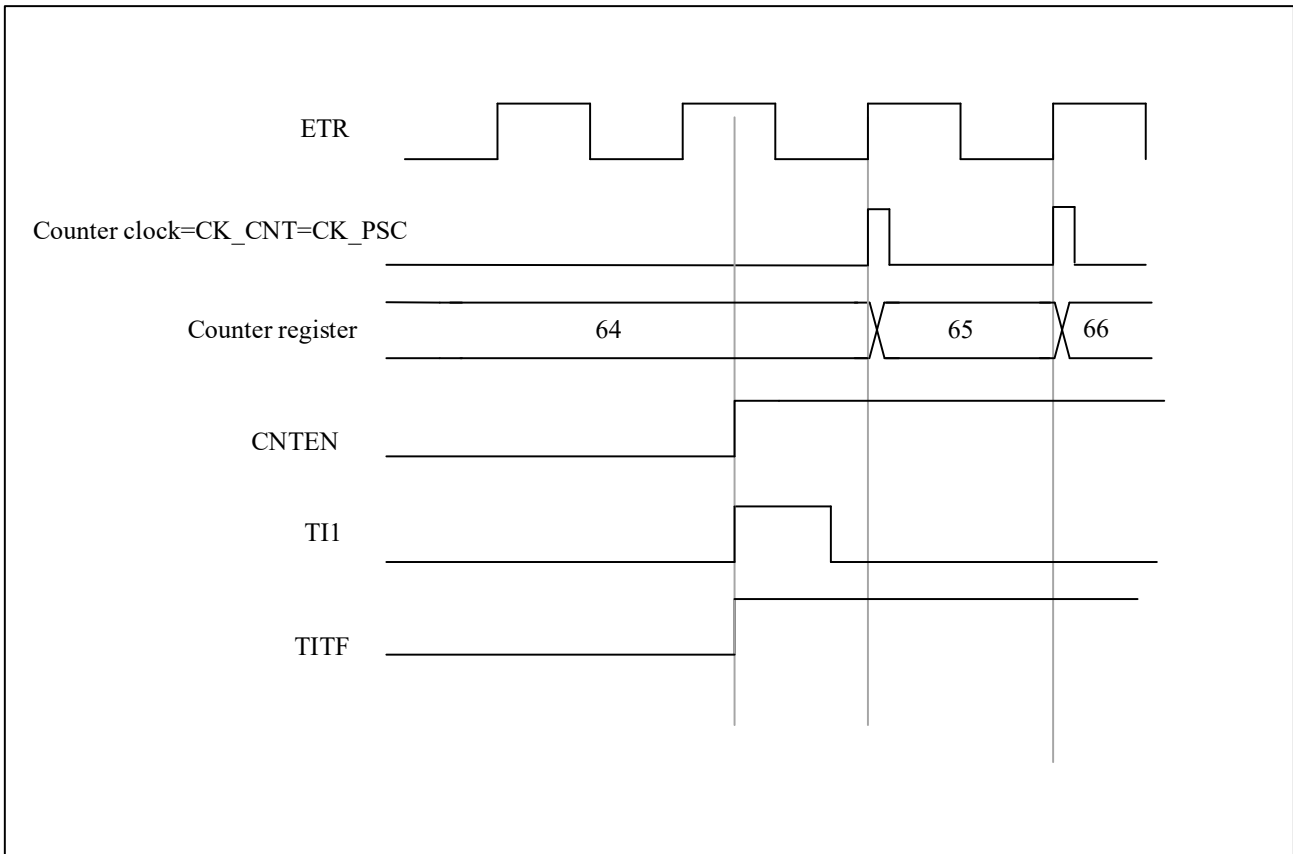 ETR
Counter clock=CK_CNT=CK_PSC
Counter register
64
65
66
CNTEN
TI1
TITF